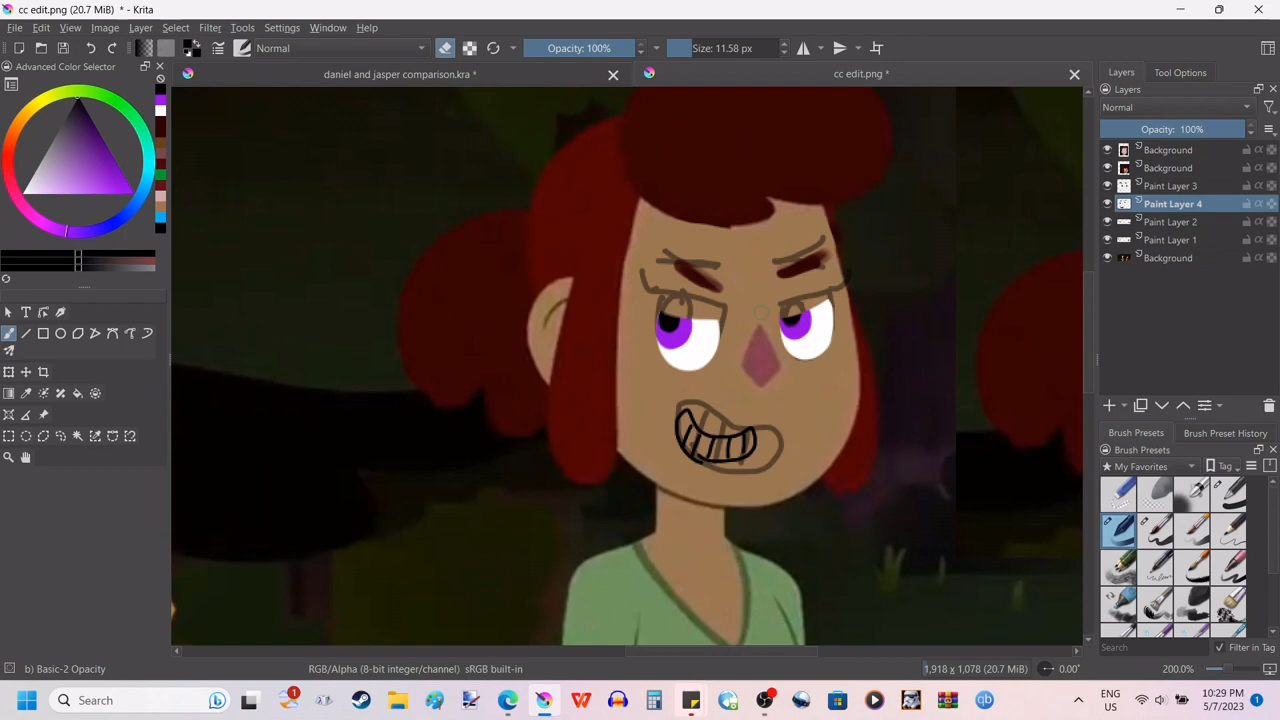 cc edit.png (20.7 MiB) * - Krita
File Edit View Image Layer Select Filter Tools Settings Window Help
Normal Opacity: 100% Size: 11.58 px
Advanced Color Selector
daniel and jasper comparison.kra *
cc edit.png *
Layers Tool Options
Layers
Normal
Opacity: 100%
Background
Background
Paint Layer 3
Paint Layer 4
Paint Layer 2
Paint Layer 1
Background
Brush Presets Brush Preset History
Brush Presets
My Favorites Tag
Search Filter in Tag
b) Basic-2 Opacity RGB/Alpha (8-bit integer/channel) sRGB built-in 1,918 x 1,078 (20.7 MiB) 0.00° 200.0%
Search 1 ENG US 10:29 PM 5/7/2023 1